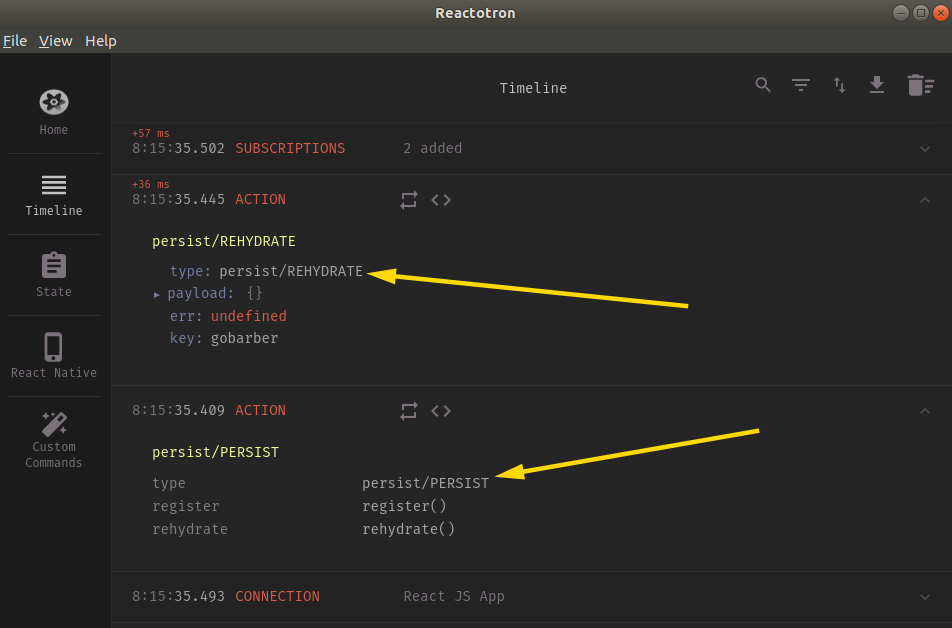 Reactotron
File View Help
Timeline
Home
Timeline
State
React Native
Custom
Commands
+57 ms
8:15:35.502 SUBSCRIPTIONS 2 added
+36 ms
8:15:35.445 ACTION
persist/REHYDRATE
type: persist/REHYDRATE
payload: {}
err: undefined
key: gobarber
8:15:35.409 ACTION
persist/PERSIST
type persist/PERSIST
register register()
rehydrate rehydrate()
8:15:35.493 CONNECTION React JS App